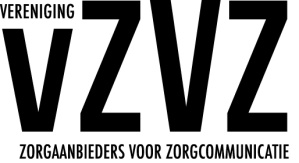 VERENIGING
VZVZ
ZORGAANBIEDERS VOOR ZORGCOMMUNICATIE